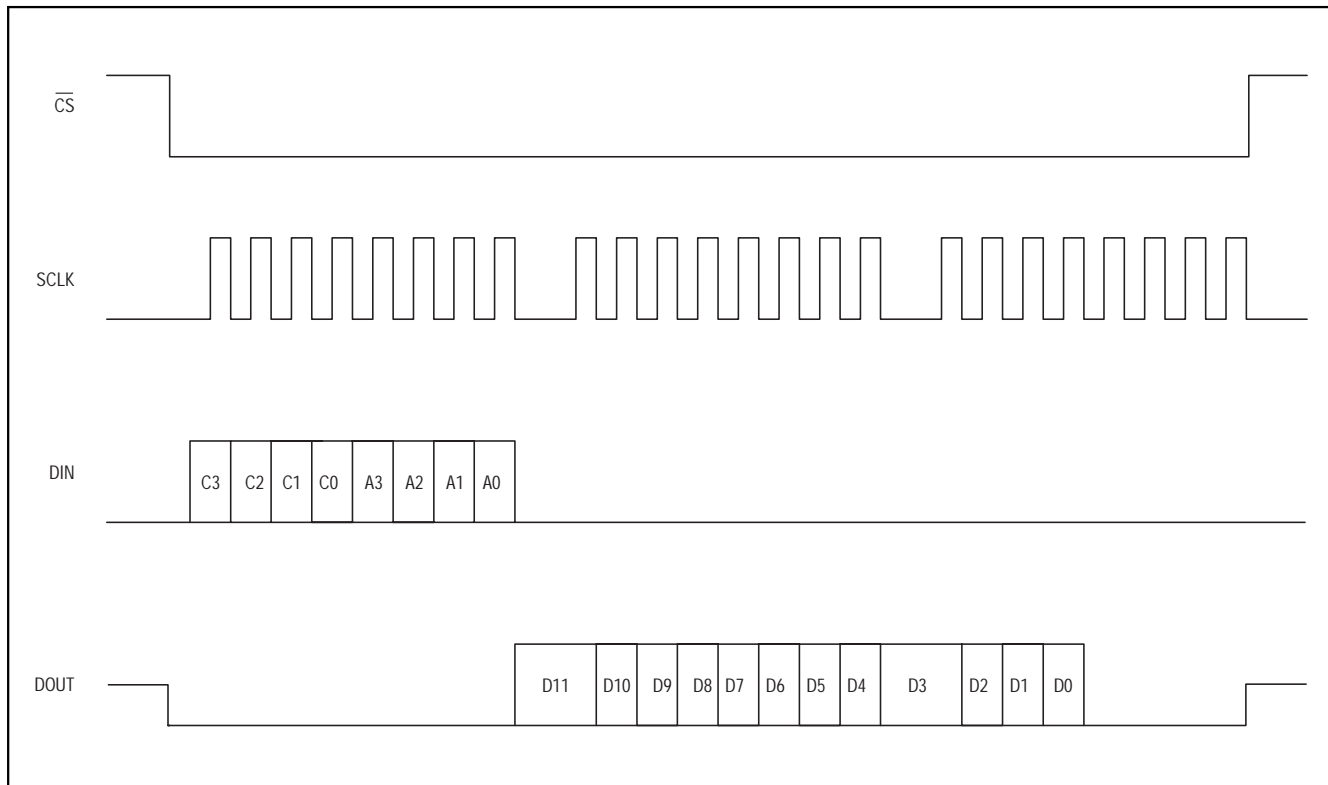 C̅S̅
SCLK
DIN
C3 C2 C1 C0 A3 A2 A1 A0
DOUT
D11 D10 D9 D8 D7 D6 D5 D4 D3 D2 D1 D0